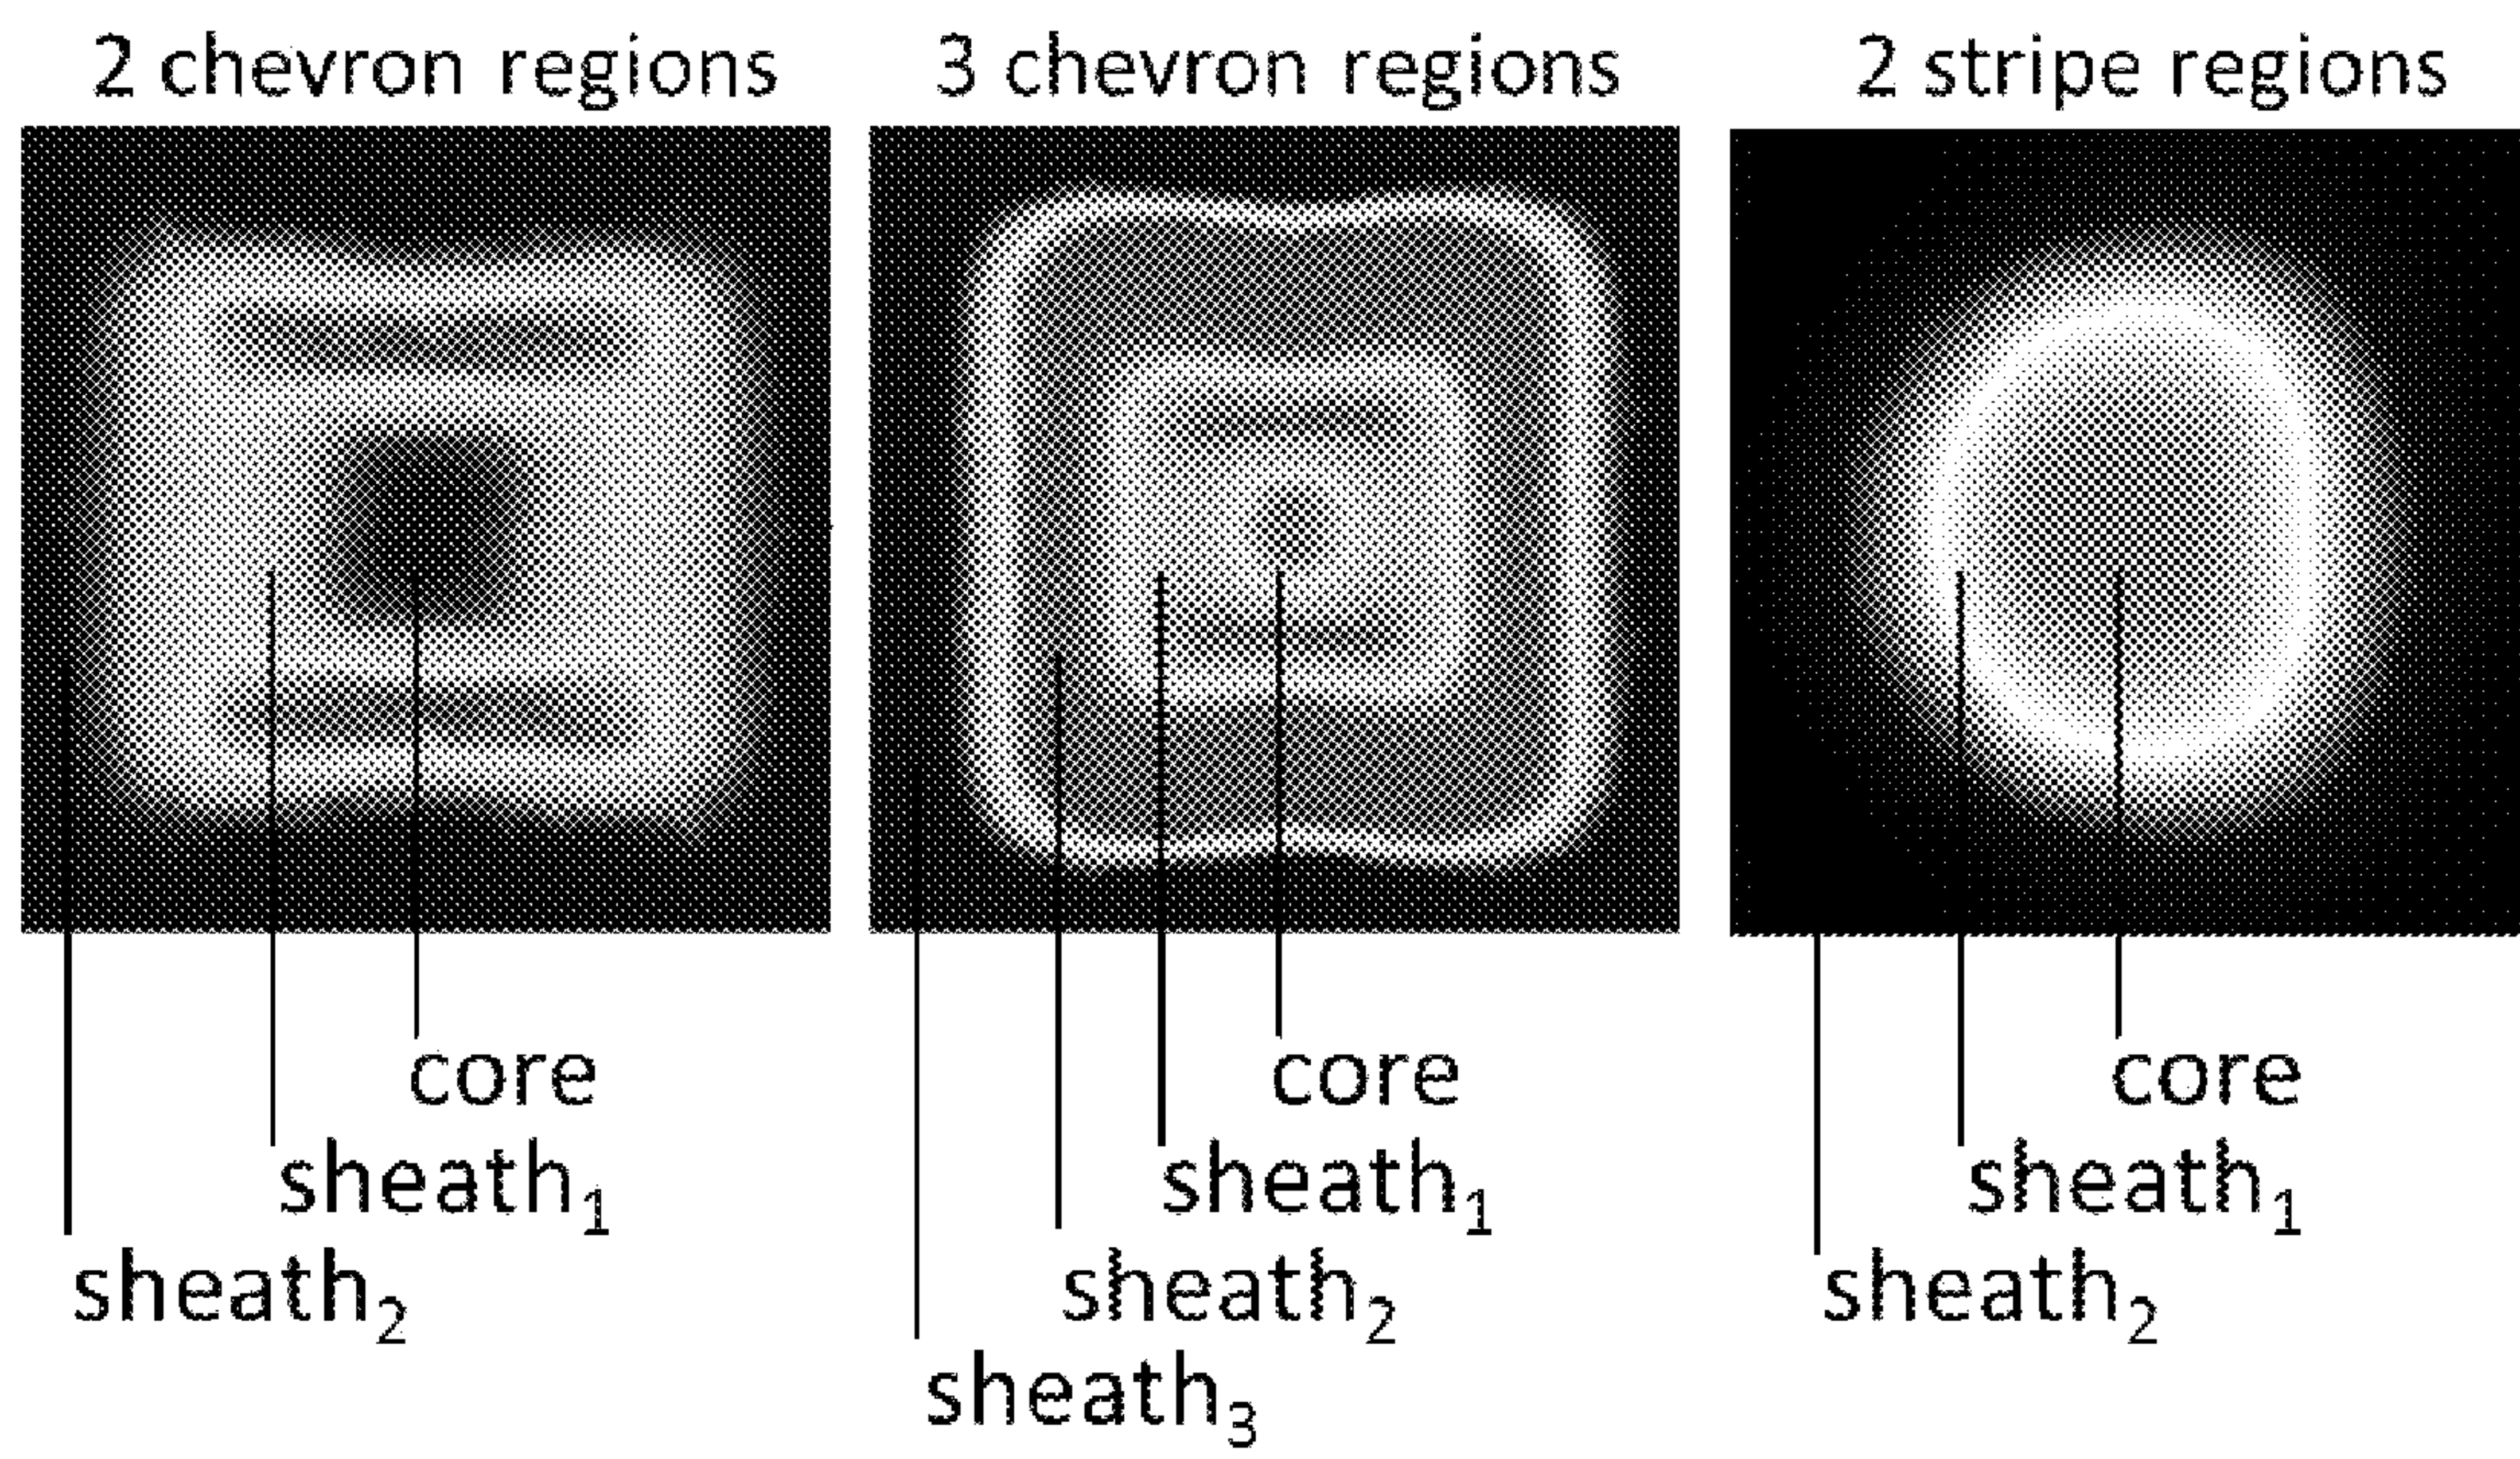 2 chevron regions
3 chevron regions
2 stripe regions
core
sheath₁
sheath₂
core
sheath₁
sheath₂
sheath₃
core
sheath₁
sheath₂